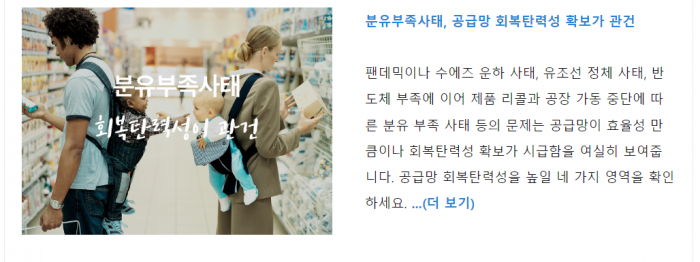 분유부족사태
회복탄력성이 관건
분유부족사태, 공급망 회복탄력성 확보가 관건
팬데믹이나 수에즈 운하 사태, 유조선 정체 사태, 반
도체 부족에 이어 제품 리콜과 공장 가동 중단에 따
른 분유 부족 사태 등의 문제는 공급망이 효율성 만
큼이나 회복탄력성 확보가 시급함을 여실히 보여줍
니다. 공급망 회복탄력성을 높일 네 가지 영역을 확인
하세요. ...(더 보기)